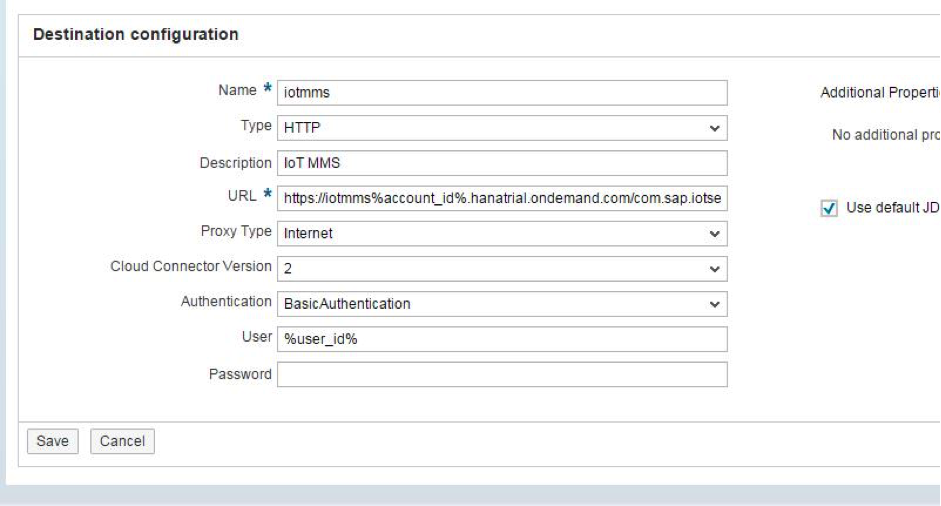 Destination configuration
Name * iotmms
Additional Properti
Type HTTP
No additional pro
Description IoT MMS
URL * https://iotmms%account_id%.hanatrial.ondemand.com/com.sap.iotse
Use default JD
Proxy Type Internet
Cloud Connector Version 2
Authentication BasicAuthentication
User %user_id%
Password
Save Cancel